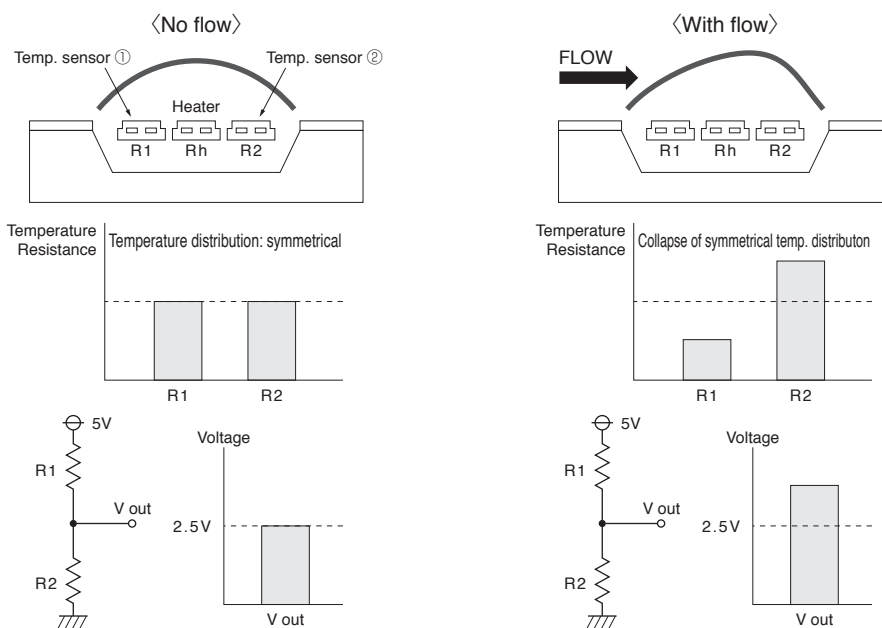 〈No flow〉
Temp. sensor ①
Temp. sensor ②
Heater
R1
Rh
R2
Temperature
Resistance
Temperature distribution: symmetrical
R1
R2
5V
R1
V out
R2
Voltage
2.5V
V out
〈With flow〉
FLOW
R1
Rh
R2
Temperature
Resistance
Collapse of symmetrical temp. distributon
R1
R2
5V
R1
V out
R2
Voltage
2.5V
V out